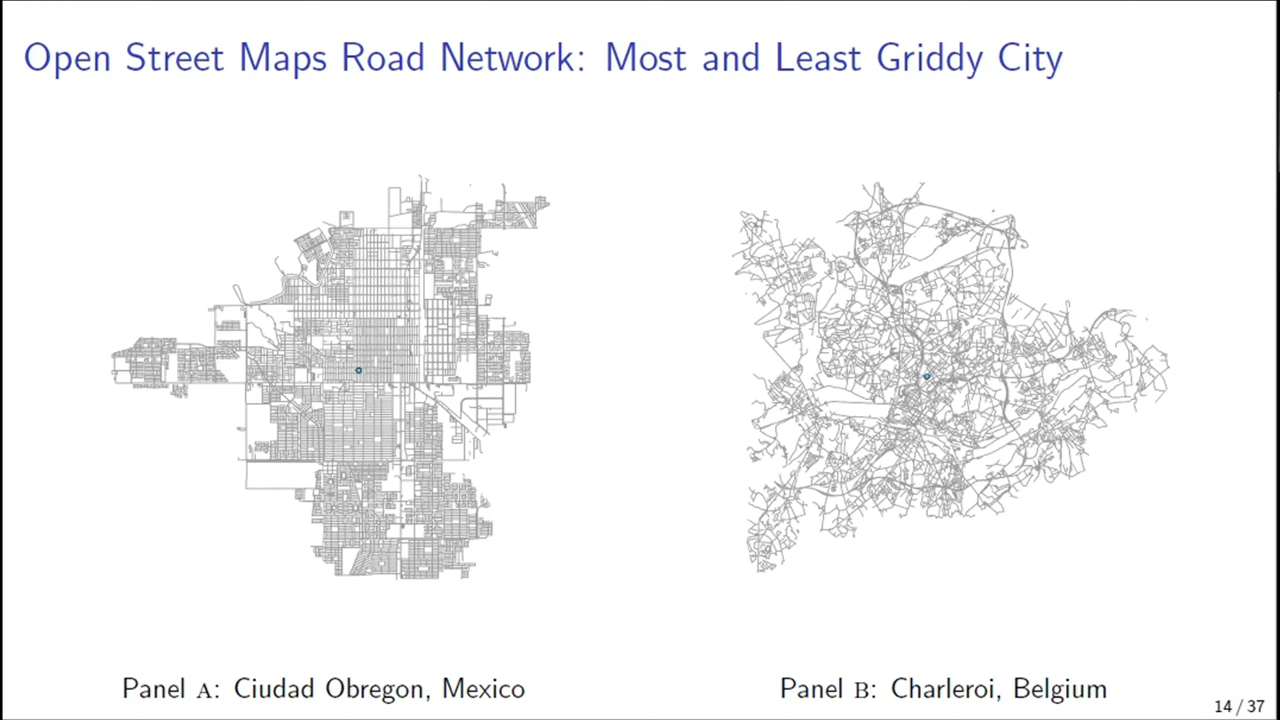 Open Street Maps Road Network: Most and Least Griddy City
Panel A: Ciudad Obregon, Mexico
Panel B: Charleroi, Belgium
14 / 37